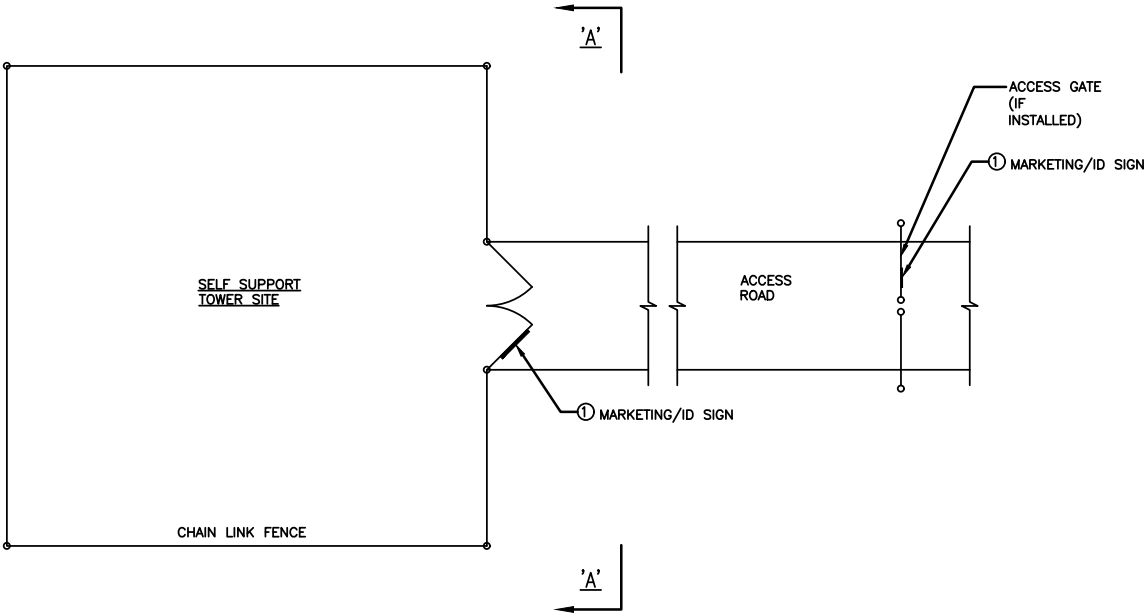 'A'
ACCESS GATE
(IF
INSTALLED)
1 MARKETING/ID SIGN
SELF SUPPORT
TOWER SITE
ACCESS
ROAD
1 MARKETING/ID SIGN
CHAIN LINK FENCE
'A'